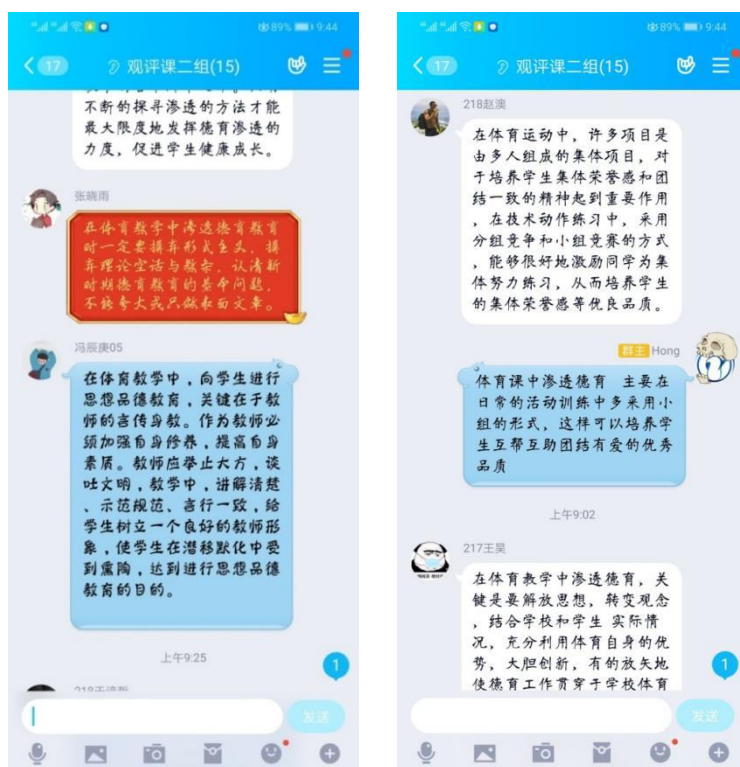 89% 9:44
17
观评课二组(15)
不断的探寻渗透的方法才能
最大限度地发挥德育渗透的
力度，促进学生健康成长。
张晓雨
在体育教学中渗透德育教育
时一定要摒弃形式主义，摒
弃理论空话与教条，认清新
时期德育教育的基本问题，
不能夸大或只做表面文章。
冯辰庚05
在体育教学中，向学生进行
思想品德教育，关键在于教
师的言传身教。作为教师必
须加强自身修养，提高自身
素质。教师应举止大方，谈
吐文明，教学中，讲解清楚
、示范规范、言行一致，给
学生树立一个良好的教师形
象，使学生在潜移默化中受
到熏陶，达到进行思想品德
教育的目的。
上午9:25
1
发送
89% 9:44
17
观评课二组(15)
218赵澳
在体育运动中，许多项目是
由多人组成的集体项目，对
于培养学生集体荣誉感和团
结一致的精神起到重要作用
，在技术动作练习中，采用
分组竞争和小组竞赛的方式
，能够很好地激励同学为集
体努力练习，从而培养学生
的集体荣誉感等优良品质。
群主 Hong
体育课中渗透德育 主要在
日常的活动训练中多采用小
组的形式，这样可以培养学
生互帮互助团结有爱的优秀
品质
上午9:02
217王昊
在体育教学中渗透德育，关
键是要解放思想，转变观念
，结合学校和学生 实际情
况，充分利用体育自身的优
势，大胆创新，有的放矢地
使德育工作贯穿于学校体育
1
发送